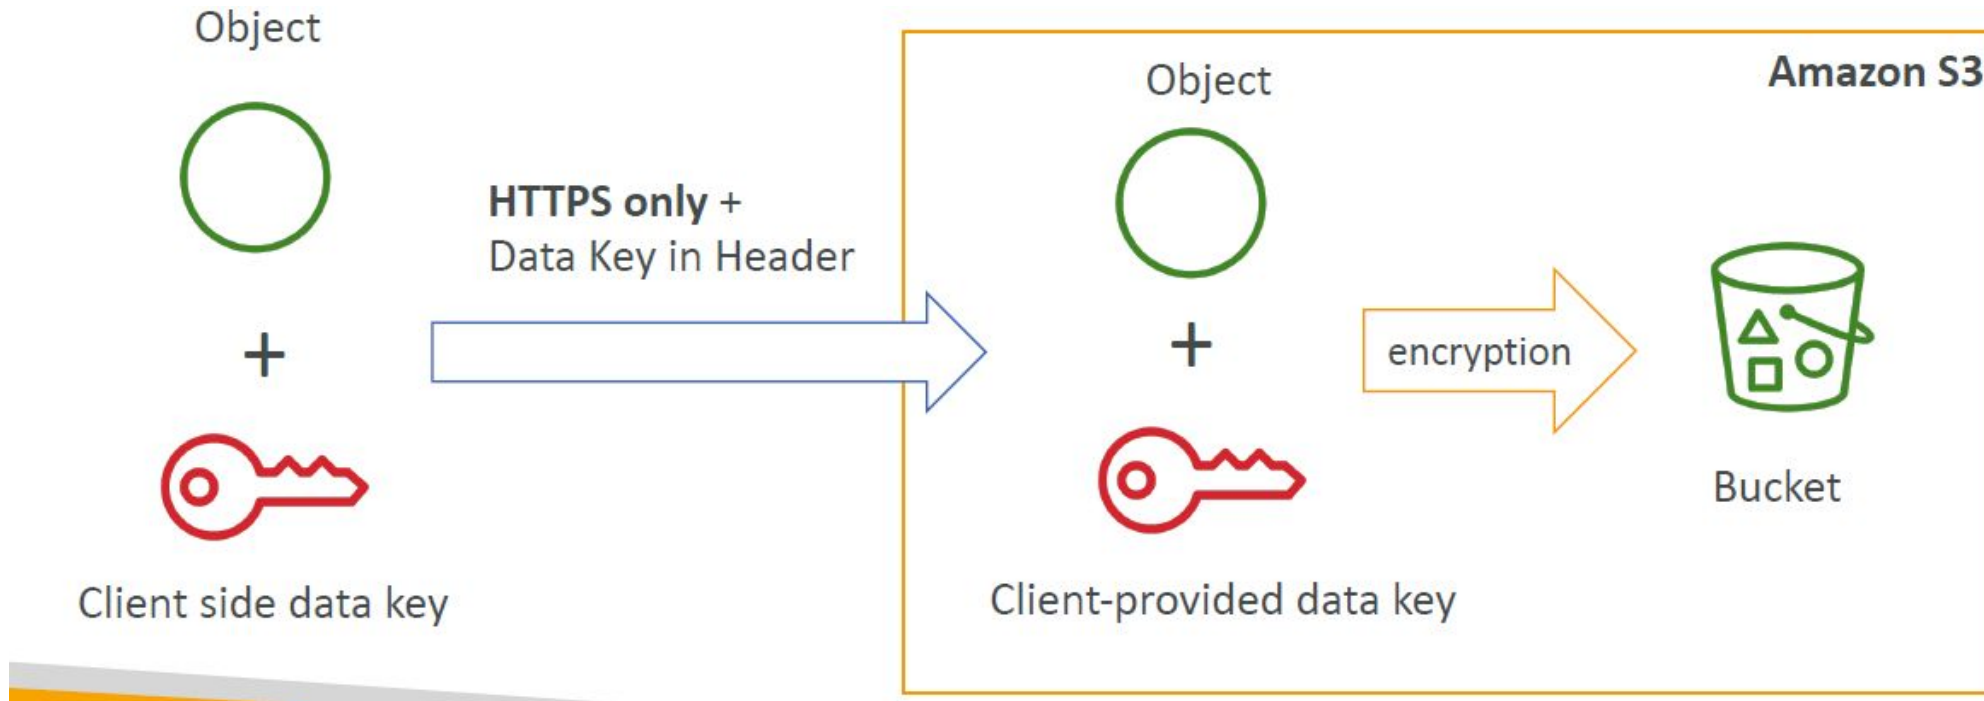 Object
+
Client side data key
HTTPS only +
Data Key in Header
Amazon S3
Object
+
Client-provided data key
encryption
Bucket